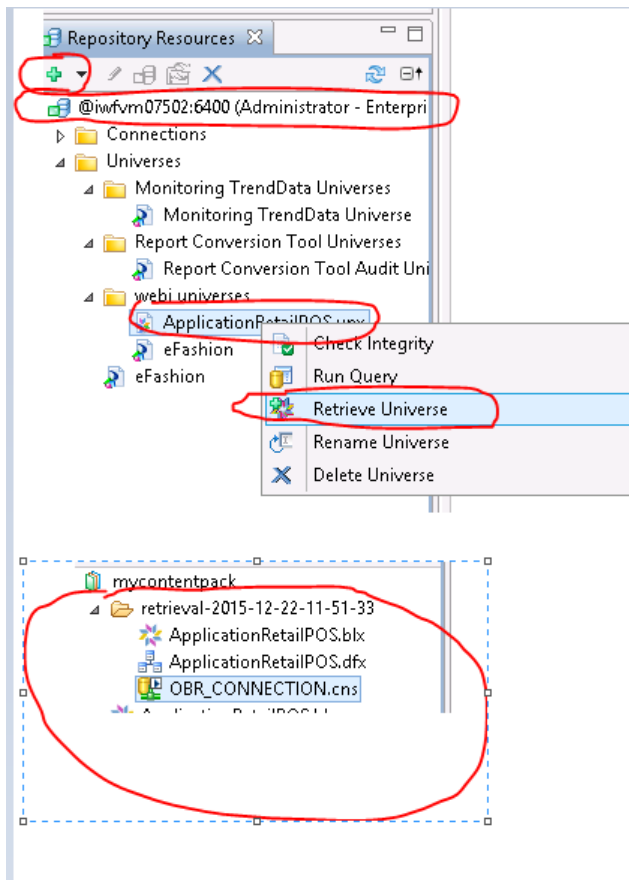 Repository Resources
@iwfvm07502:6400 (Administrator - Enterpri
Connections
Universes
Monitoring TrendData Universes
Monitoring TrendData Universe
Report Conversion Tool Universes
Report Conversion Tool Audit Uni
webi universes
ApplicationRetailPOS.unx
Check Integrity
eFashion
Run Query
eFashion
Retrieve Universe
Rename Universe
Delete Universe
mycontentpack
retrieval-2015-12-22-11-51-33
ApplicationRetailPOS.blx
ApplicationRetailPOS.dfx
OBR_CONNECTION.cns